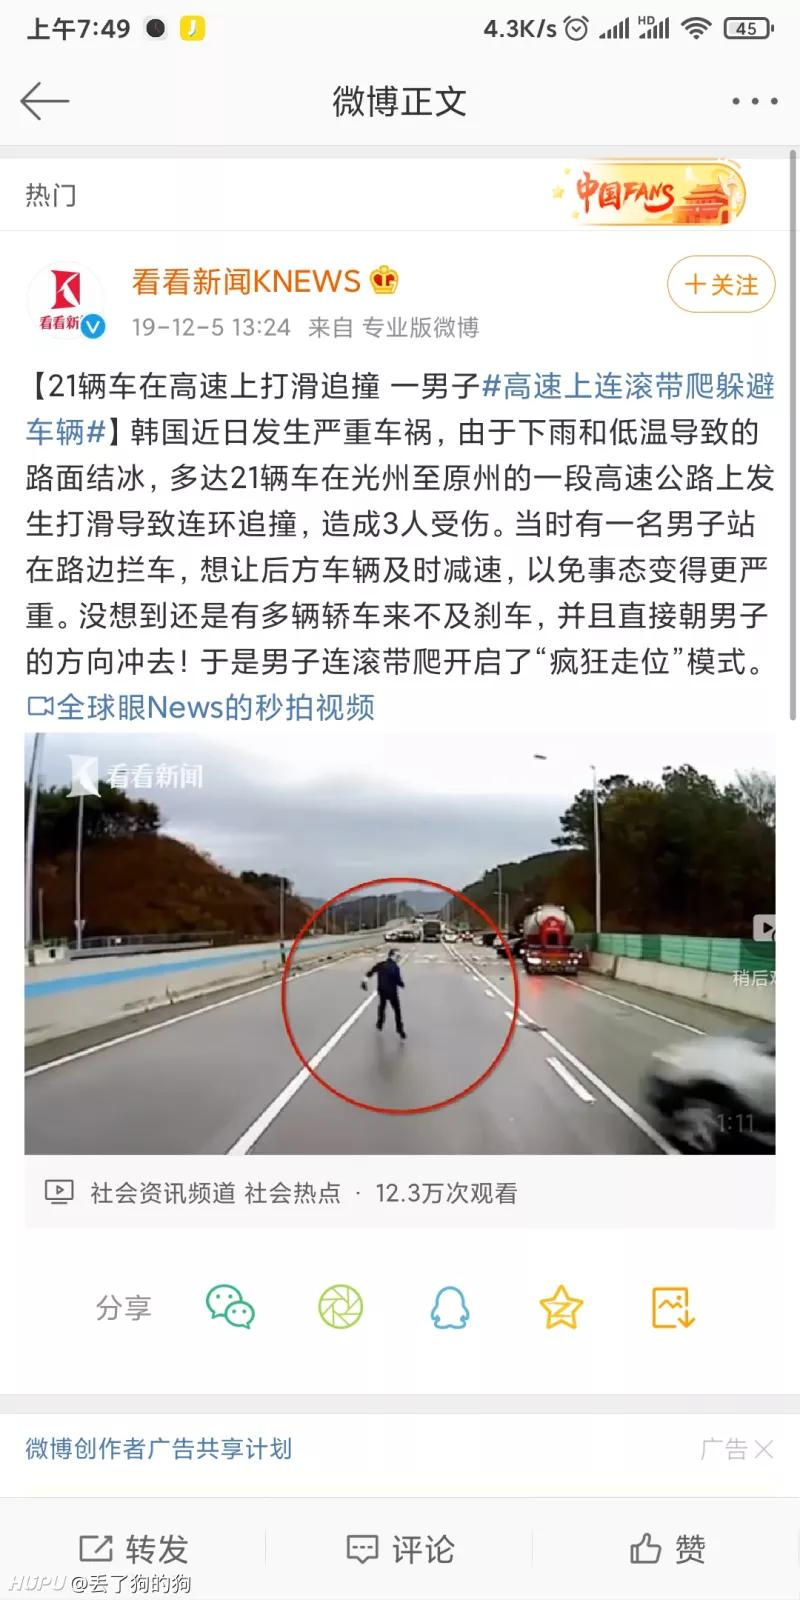 上午7:49
4.3K/s
HD
45
微博正文
热门
中国FANS
看看新闻KNEWS
+关注
看看新
19-12-5 13:24 来自 专业版微博
【21辆车在高速上打滑追撞 一男子#高速上连滚带爬躲避
车辆#】韩国近日发生严重车祸，由于下雨和低温导致的
路面结冰，多达21辆车在光州至原州的一段高速公路上发
生打滑导致连环追撞，造成3人受伤。当时有一名男子站
在路边拦车，想让后方车辆及时减速，以免事态变得更严
重。没想到还是有多辆轿车来不及刹车，并且直接朝男子
的方向冲去！于是男子连滚带爬开启了“疯狂走位”模式。
全球眼News的秒拍视频
看看新闻
稍后
1:11
社会资讯频道 社会热点 · 12.3万次观看
分享
微博创作者广告共享计划
广告
转发
评论
赞
HUPU @丢了狗的狗